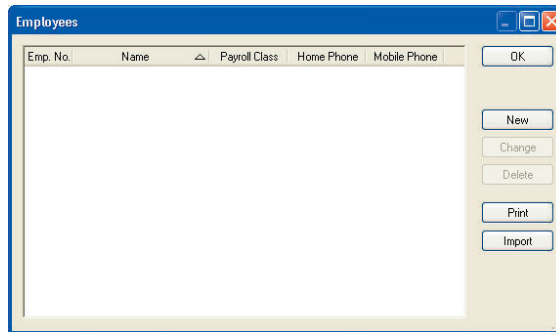 Employees
Emp. No. Name Payroll Class Home Phone Mobile Phone
OK
New
Change
Delete
Print
Import